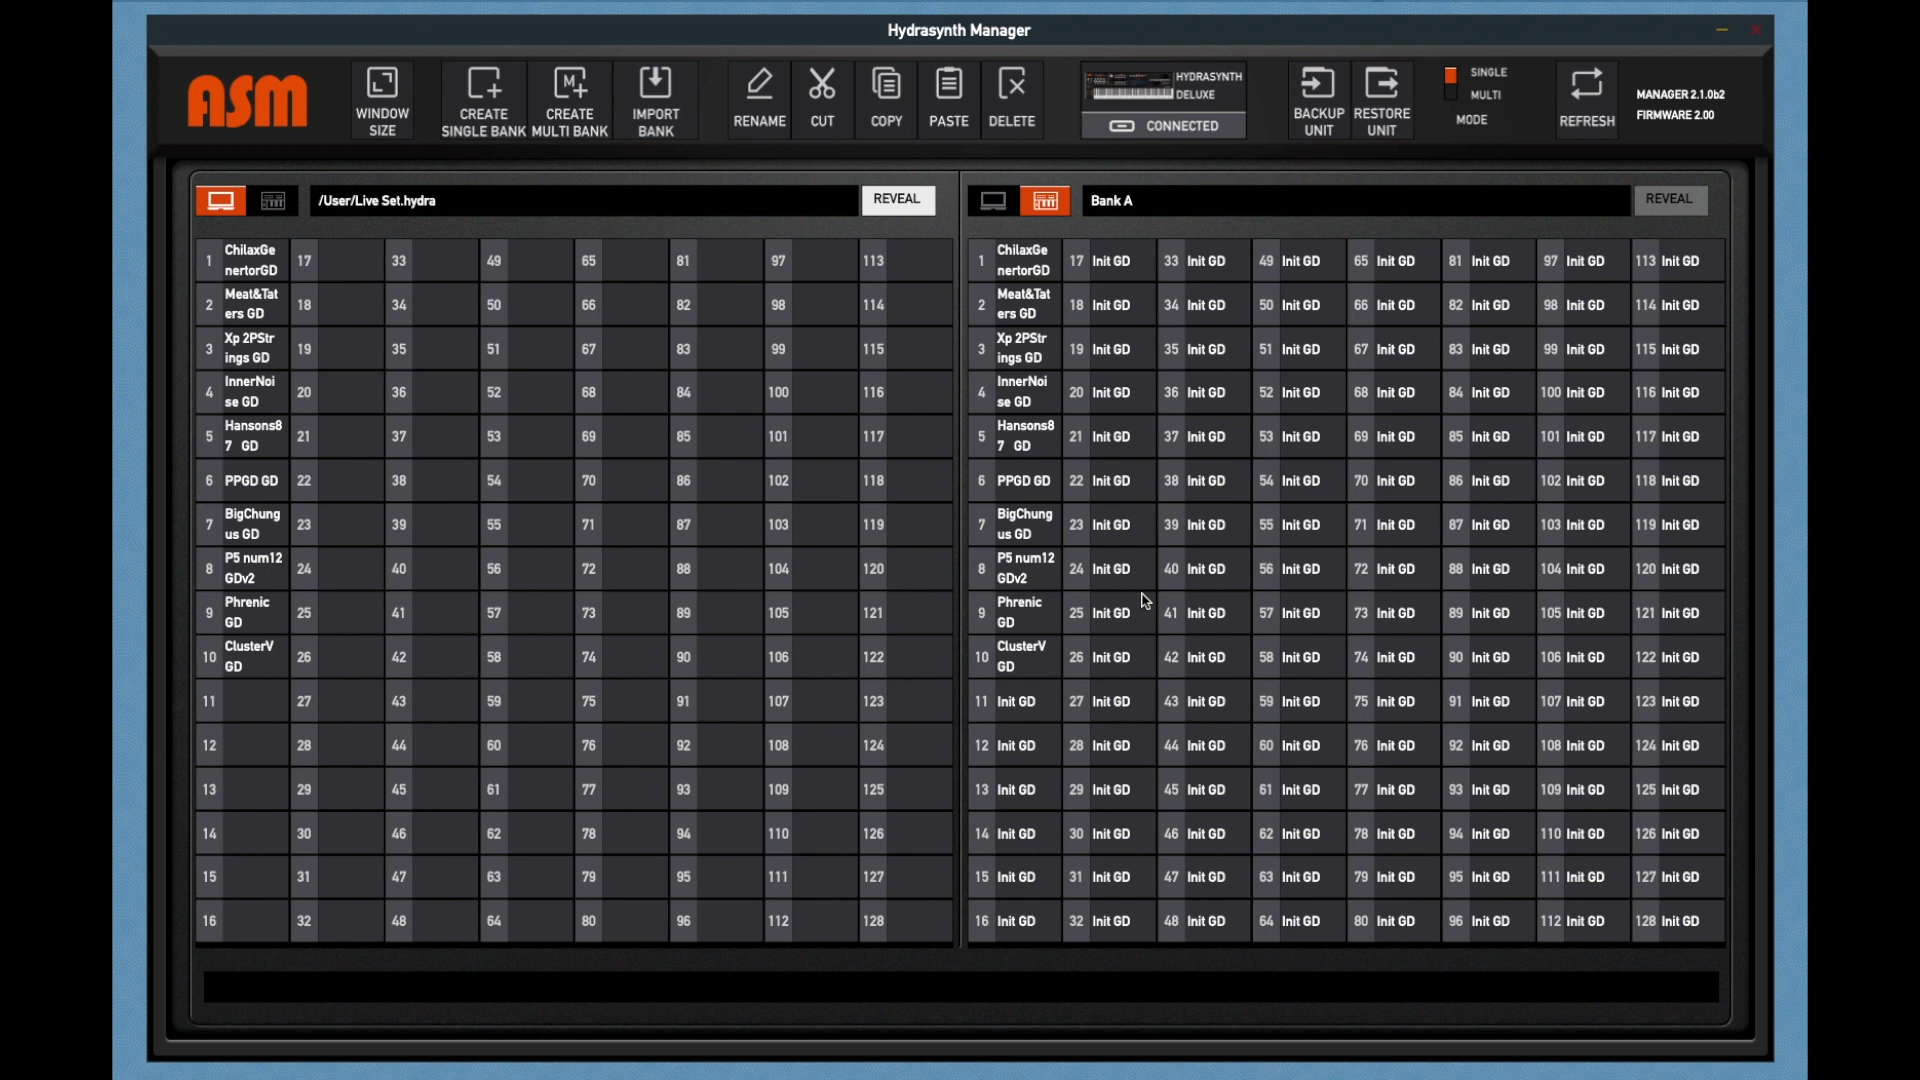 Hydrasynth Manager
ASM
WINDOW
SIZE
CREATE
SINGLE BANK
CREATE
MULTI BANK
IMPORT
BANK
RENAME
CUT
COPY
PASTE
DELETE
HYDRASYNTH
DELUXE
CONNECTED
BACKUP
UNIT
RESTORE
UNIT
SINGLE
MULTI
MODE
REFRESH
MANAGER 2.1.0b2
FIRMWARE 2.00
/User/Live Set.hydra REVEAL
Bank A REVEAL
1 ChilaxGe
nertorGD 17 33 49 65 81 97 113
2 Meat&Tat
ers GD 18 34 50 66 82 98 114
3 Xp 2PStr
ings GD 19 35 51 67 83 99 115
4 InnerNoi
se GD 20 36 52 68 84 100 116
5 Hansons8
7 GD 21 37 53 69 85 101 117
6 PPGD GD 22 38 54 70 86 102 118
7 BigChung
us GD 23 39 55 71 87 103 119
8 P5 num12
GDv2 24 40 56 72 88 104 120
9 Phrenic
GD 25 41 57 73 89 105 121
10 ClusterV
GD 26 42 58 74 90 106 122
11 27 43 59 75 91 107 123
12 28 44 60 76 92 108 124
13 29 45 61 77 93 109 125
14 30 46 62 78 94 110 126
15 31 47 63 79 95 111 127
16 32 48 64 80 96 112 128
1 ChilaxGe
nertorGD 17 Init GD 33 Init GD 49 Init GD 65 Init GD 81 Init GD 97 Init GD 113 Init GD
2 Meat&Tat
ers GD 18 Init GD 34 Init GD 50 Init GD 66 Init GD 82 Init GD 98 Init GD 114 Init GD
3 Xp 2PStr
ings GD 19 Init GD 35 Init GD 51 Init GD 67 Init GD 83 Init GD 99 Init GD 115 Init GD
4 InnerNoi
se GD 20 Init GD 36 Init GD 52 Init GD 68 Init GD 84 Init GD 100 Init GD 116 Init GD
5 Hansons8
7 GD 21 Init GD 37 Init GD 53 Init GD 69 Init GD 85 Init GD 101 Init GD 117 Init GD
6 PPGD GD 22 Init GD 38 Init GD 54 Init GD 70 Init GD 86 Init GD 102 Init GD 118 Init GD
7 BigChung
us GD 23 Init GD 39 Init GD 55 Init GD 71 Init GD 87 Init GD 103 Init GD 119 Init GD
8 P5 num12
GDv2 24 Init GD 40 Init GD 56 Init GD 72 Init GD 88 Init GD 104 Init GD 120 Init GD
9 Phrenic
GD 25 Init GD 41 Init GD 57 Init GD 73 Init GD 89 Init GD 105 Init GD 121 Init GD
10 ClusterV
GD 26 Init GD 42 Init GD 58 Init GD 74 Init GD 90 Init GD 106 Init GD 122 Init GD
11 Init GD 27 Init GD 43 Init GD 59 Init GD 75 Init GD 91 Init GD 107 Init GD 123 Init GD
12 Init GD 28 Init GD 44 Init GD 60 Init GD 76 Init GD 92 Init GD 108 Init GD 124 Init GD
13 Init GD 29 Init GD 45 Init GD 61 Init GD 77 Init GD 93 Init GD 109 Init GD 125 Init GD
14 Init GD 30 Init GD 46 Init GD 62 Init GD 78 Init GD 94 Init GD 110 Init GD 126 Init GD
15 Init GD 31 Init GD 47 Init GD 63 Init GD 79 Init GD 95 Init GD 111 Init GD 127 Init GD
16 Init GD 32 Init GD 48 Init GD 64 Init GD 80 Init GD 96 Init GD 112 Init GD 128 Init GD